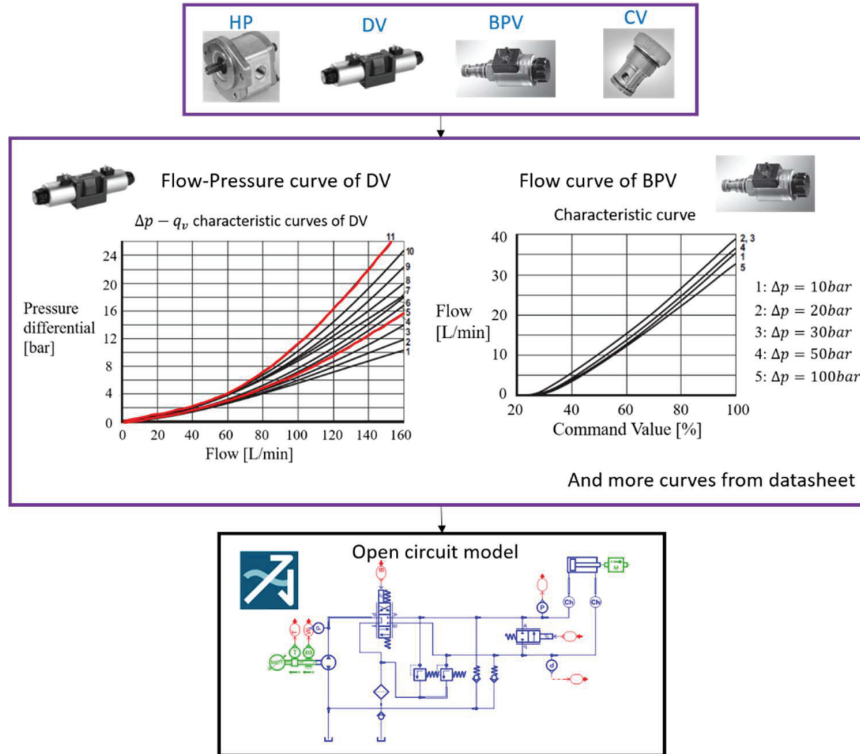 HP DV BPV CV
Flow-Pressure curve of DV
Δp − q_v characteristic curves of DV
Pressure
differential
[bar]
24
20
16
12
8
4
0
0 20 40 60 80 100 120 140 160
Flow [L/min]
11
10
9
8
7
6
5
4
3
2
1
Flow curve of BPV
Characteristic curve
Flow
[L/min]
40
30
20
10
0
20 40 60 80 100
Command Value [%]
2, 3
4
1
5
1: Δp = 10bar
2: Δp = 20bar
3: Δp = 30bar
4: Δp = 50bar
5: Δp = 100bar
And more curves from datasheet
Open circuit model
P
Ch
Ch
M
T